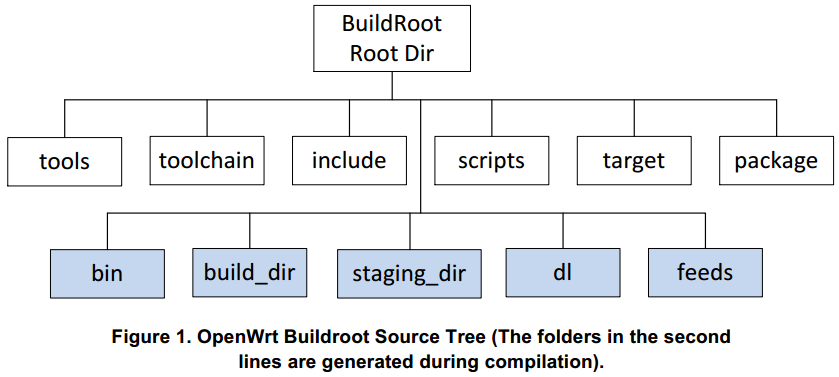 BuildRoot
Root Dir
tools
toolchain
include
scripts
target
package
bin
build_dir
staging_dir
dl
feeds
Figure 1. OpenWrt Buildroot Source Tree (The folders in the second
lines are generated during compilation).